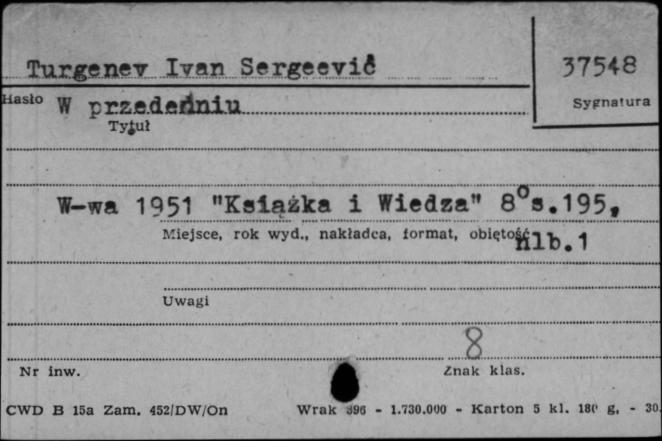 Turgenev Ivan Sergeevič 37548
Hasło Sygnatura
W przededniu
Tytuł
W-wa 1951 "Książka i Wiedza" 8° s.195,
Miejsce, rok wyd., nakładca, format, objętość nlb.1
Uwagi
8
Nr inw. Znak klas.
CWD B 15a Zam. 452/DW/On Wrak 396 - 1.730.000 - Karton 5 kl. 180 g. - 30.